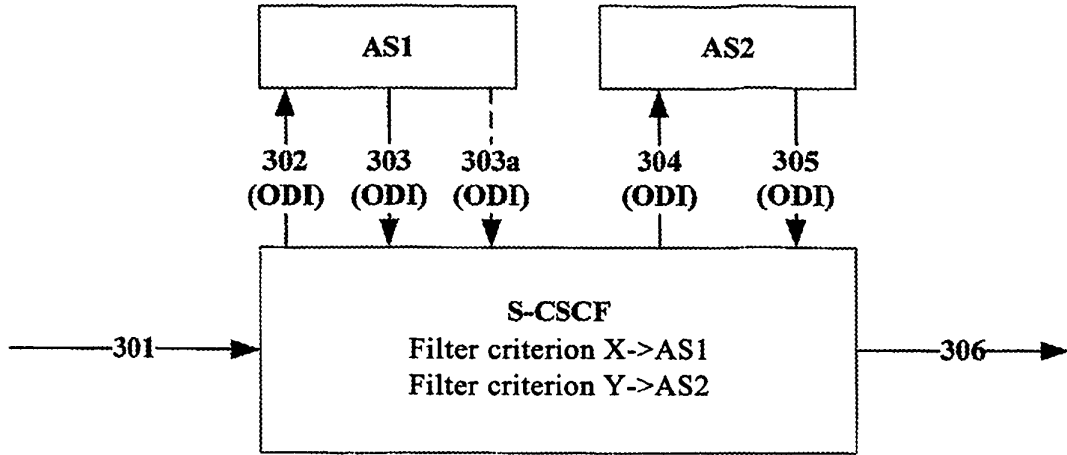 AS1
AS2
302
(ODI)
303
(ODI)
303a
(ODI)
304
(ODI)
305
(ODI)
S-CSCF
Filter criterion X->AS1
Filter criterion Y->AS2
301
306